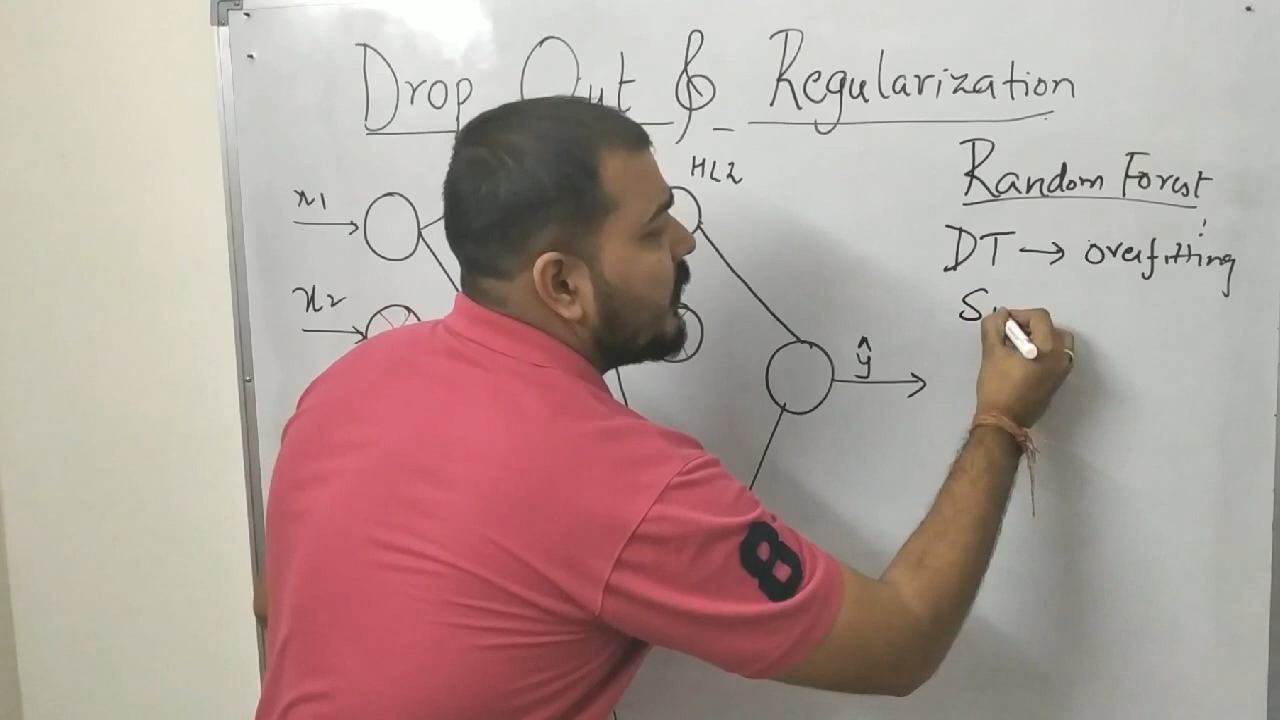 Drop Out & Regularization
HL2
Random Forest
x1
DT → overfitting
x2
S
ŷ
8